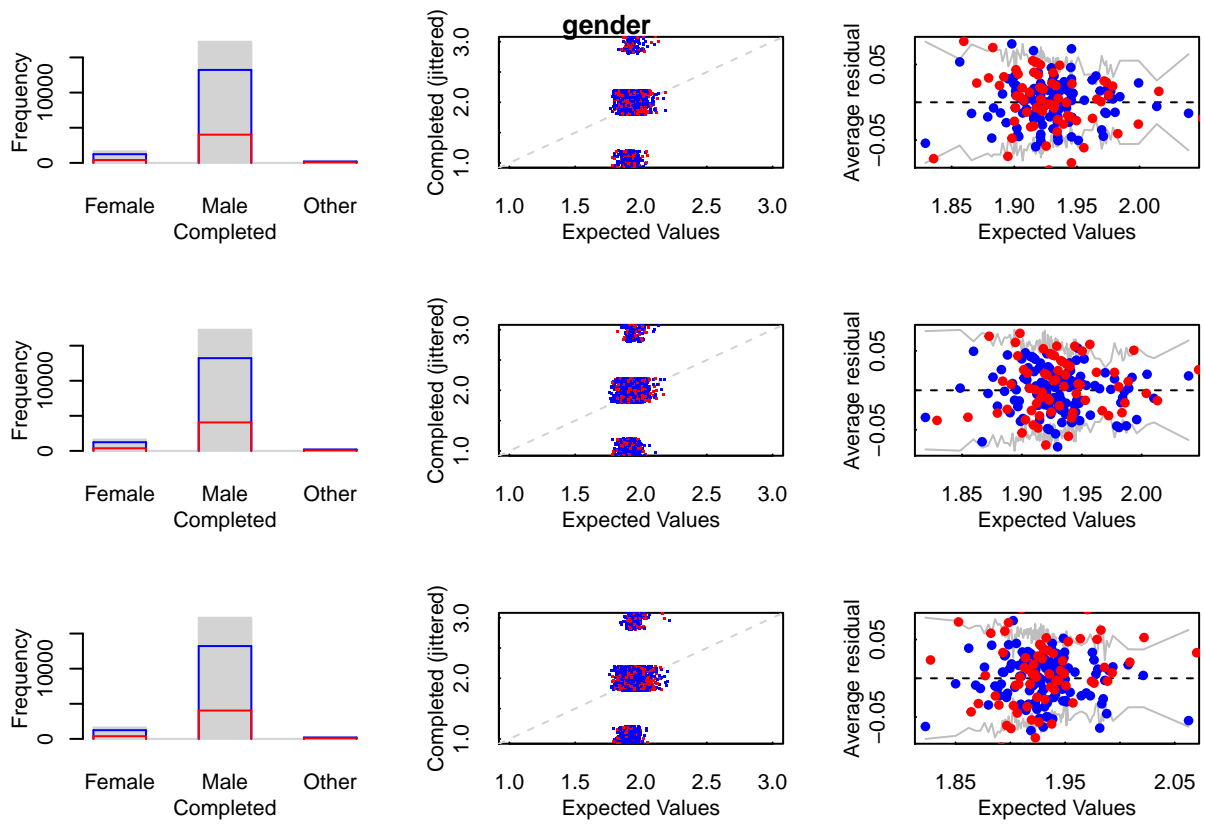 gender
Frequency
0
10000
Female
Male
Other
Completed
Completed (jittered)
1.0
2.0
3.0
1.0
1.5
2.0
2.5
3.0
Expected Values
Average residual
−0.05
0.05
1.85
1.90
1.95
2.00
Expected Values
Frequency
0
10000
Female
Male
Other
Completed
Completed (jittered)
1.0
2.0
3.0
1.0
1.5
2.0
2.5
3.0
Expected Values
Average residual
−0.05
0.05
1.85
1.90
1.95
2.00
Expected Values
Frequency
0
10000
Female
Male
Other
Completed
Completed (jittered)
1.0
2.0
3.0
1.0
1.5
2.0
2.5
3.0
Expected Values
Average residual
−0.05
0.05
1.85
1.95
2.05
Expected Values